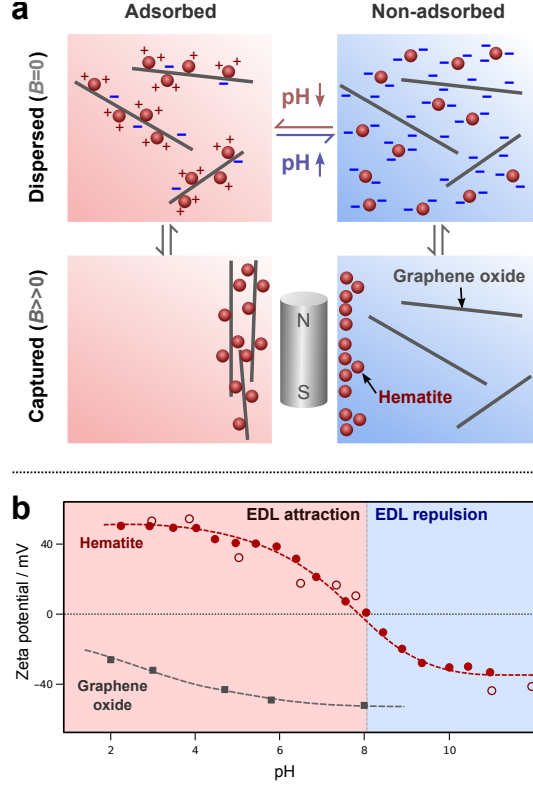 a
Adsorbed
Non-adsorbed
Dispersed (B=0)
pH ↓
pH ↑
Captured (B>>0)
N
S
Graphene oxide
Hematite
b
EDL attraction
EDL repulsion
Hematite
Graphene
oxide
Zeta potential / mV
40
0
−40
2
4
6
8
10
pH